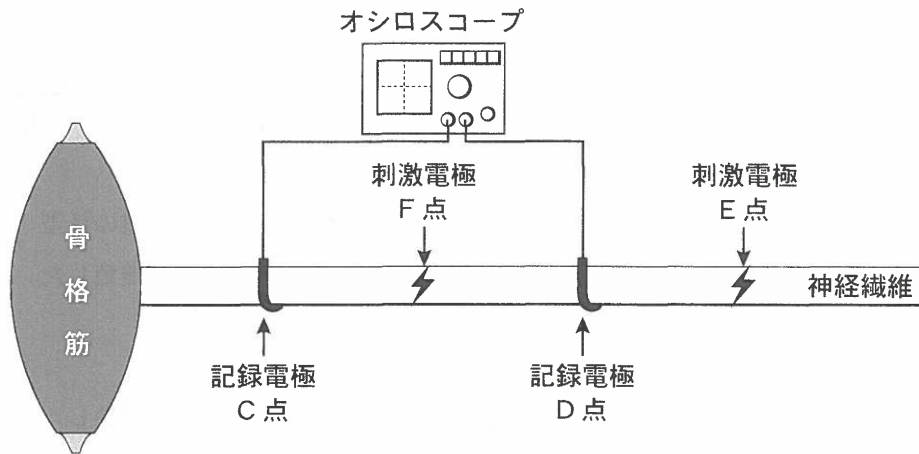 オシロスコープ
刺激電極
F点
刺激電極
E点
骨格筋
神経繊維
記録電極
C点
記録電極
D点